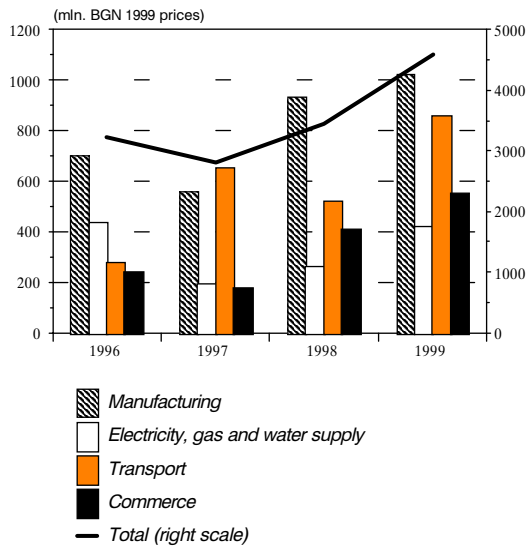 (mln. BGN 1999 prices)
1200
1000
800
600
400
200
0
5000
4000
3000
2000
1000
0
1996 1997 1998 1999
Manufacturing
Electricity, gas and water supply
Transport
Commerce
Total (right scale)